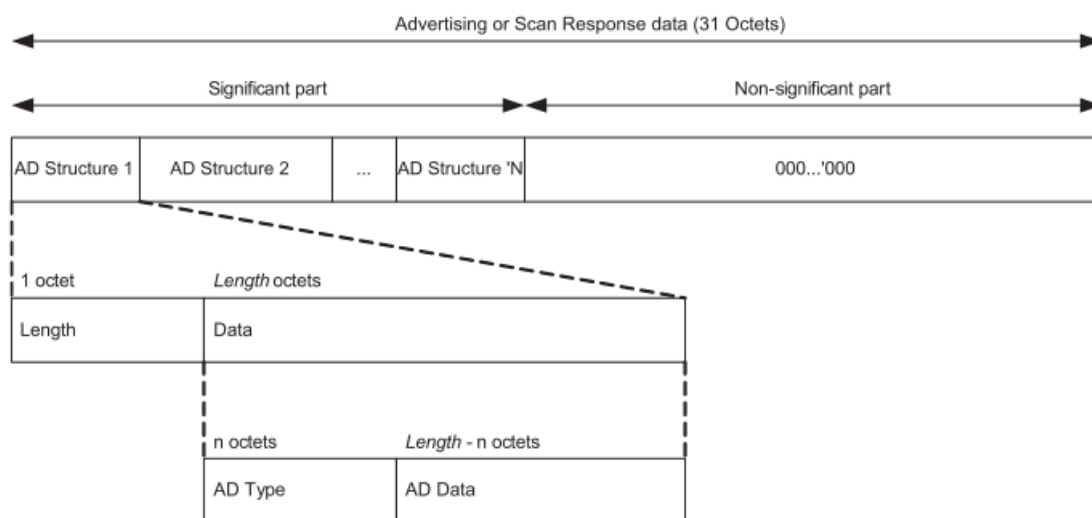 Advertising or Scan Response data (31 Octets)
Significant part
Non-significant part
AD Structure 1
AD Structure 2
...
AD Structure 'N
000...'000
1 octet
Length octets
Length
Data
n octets
Length - n octets
AD Type
AD Data